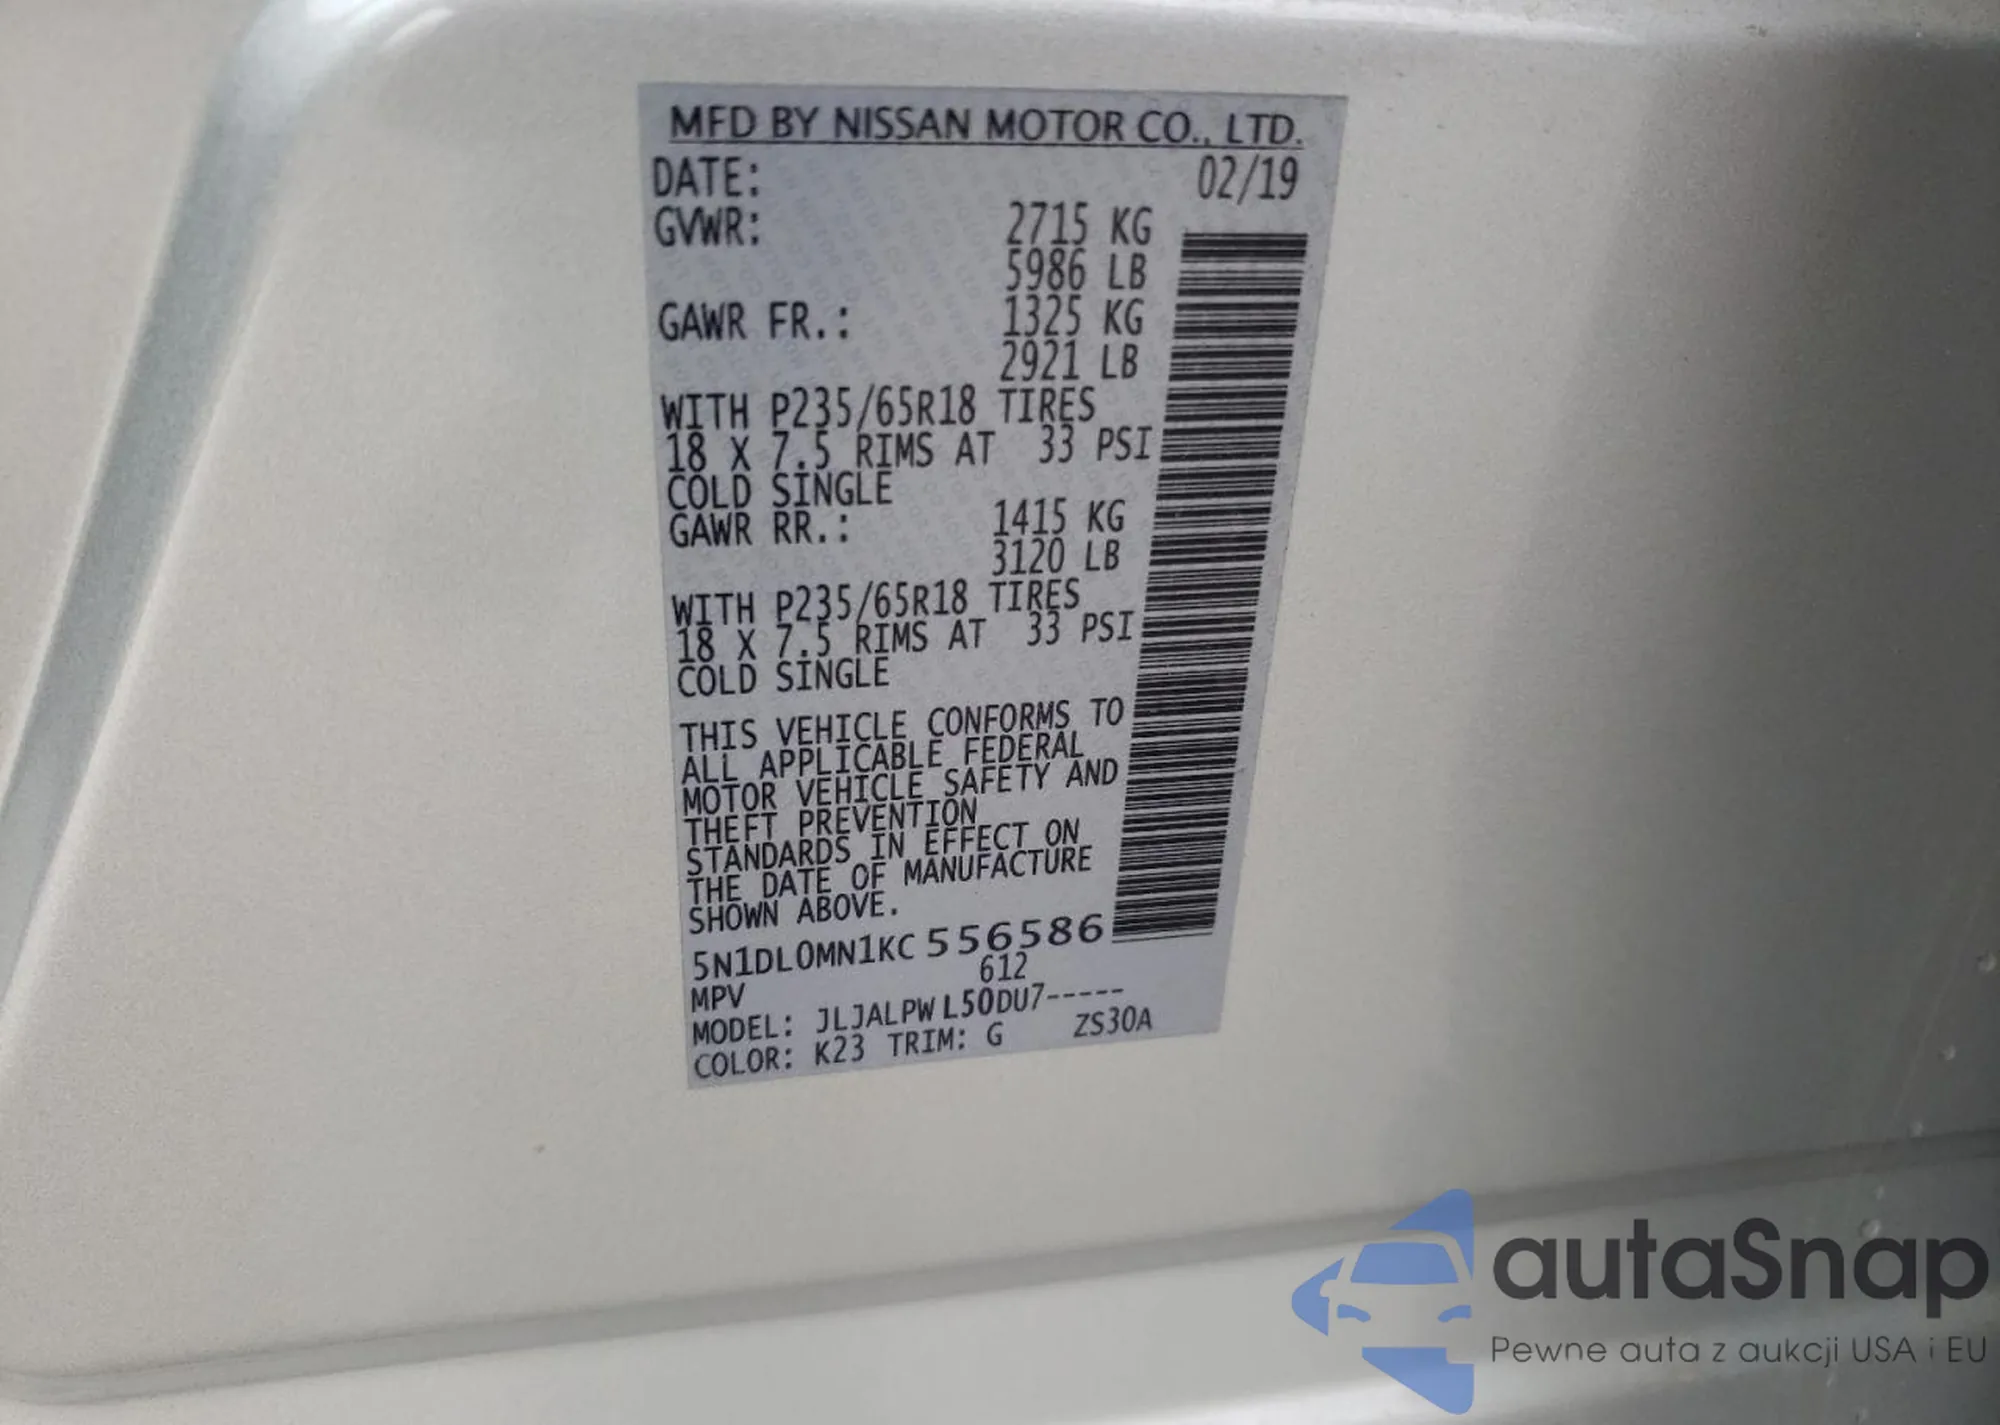 MFD BY NISSAN MOTOR CO., LTD.
DATE: 02/19
GVWR: 2715 KG
5986 LB
GAWR FR.: 1325 KG
2921 LB
WITH P235/65R18 TIRES
18 X 7.5 RIMS AT 33 PSI
COLD SINGLE
GAWR RR.: 1415 KG
3120 LB
WITH P235/65R18 TIRES
18 X 7.5 RIMS AT 33 PSI
COLD SINGLE
THIS VEHICLE CONFORMS TO
ALL APPLICABLE FEDERAL
MOTOR VEHICLE SAFETY AND
THEFT PREVENTION
STANDARDS IN EFFECT ON
THE DATE OF MANUFACTURE
SHOWN ABOVE.
5N1DL0MN1KC556586
612
MPV
MODEL: JLJALPWL50DU7-----
COLOR: K23 TRIM: G ZS30A
autaSnap
Pewne auta z aukcji USA i EU